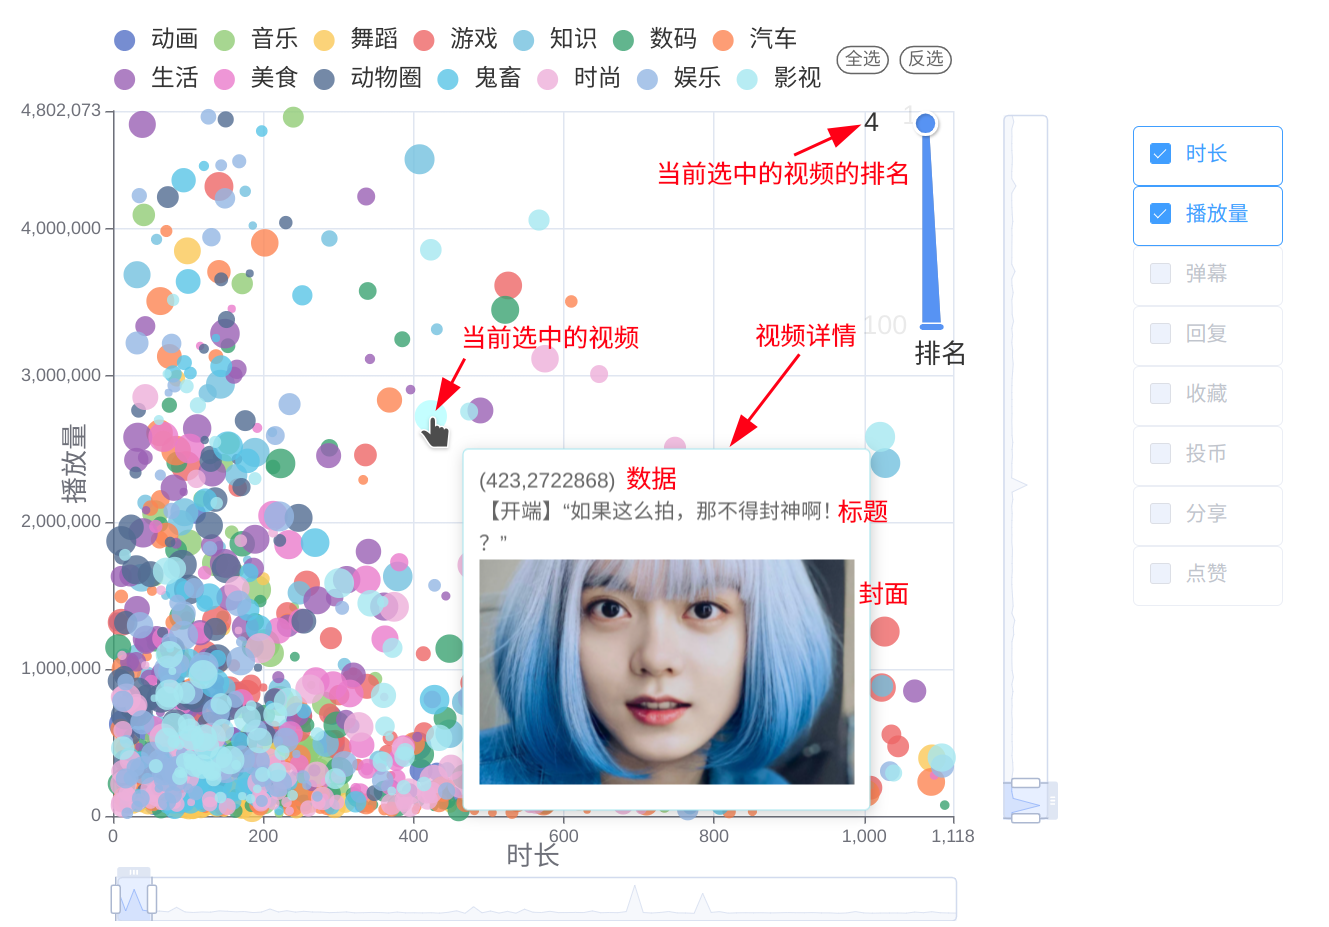 动画 音乐 舞蹈 游戏 知识 数码 汽车
生活 美食 动物圈 鬼畜 时尚 娱乐 影视
全选 反选
4,802,073
4,000,000
3,000,000
2,000,000
1,000,000
0
播放量
0 200 400 600 800 1,000 1,118
时长
4
1
当前选中的视频的排名
100
排名
当前选中的视频
视频详情
(423,2722868) 数据
【开端】“如果这么拍，那不得封神啊！ 标题
？”
封面
时长
播放量
弹幕
回复
收藏
投币
分享
点赞